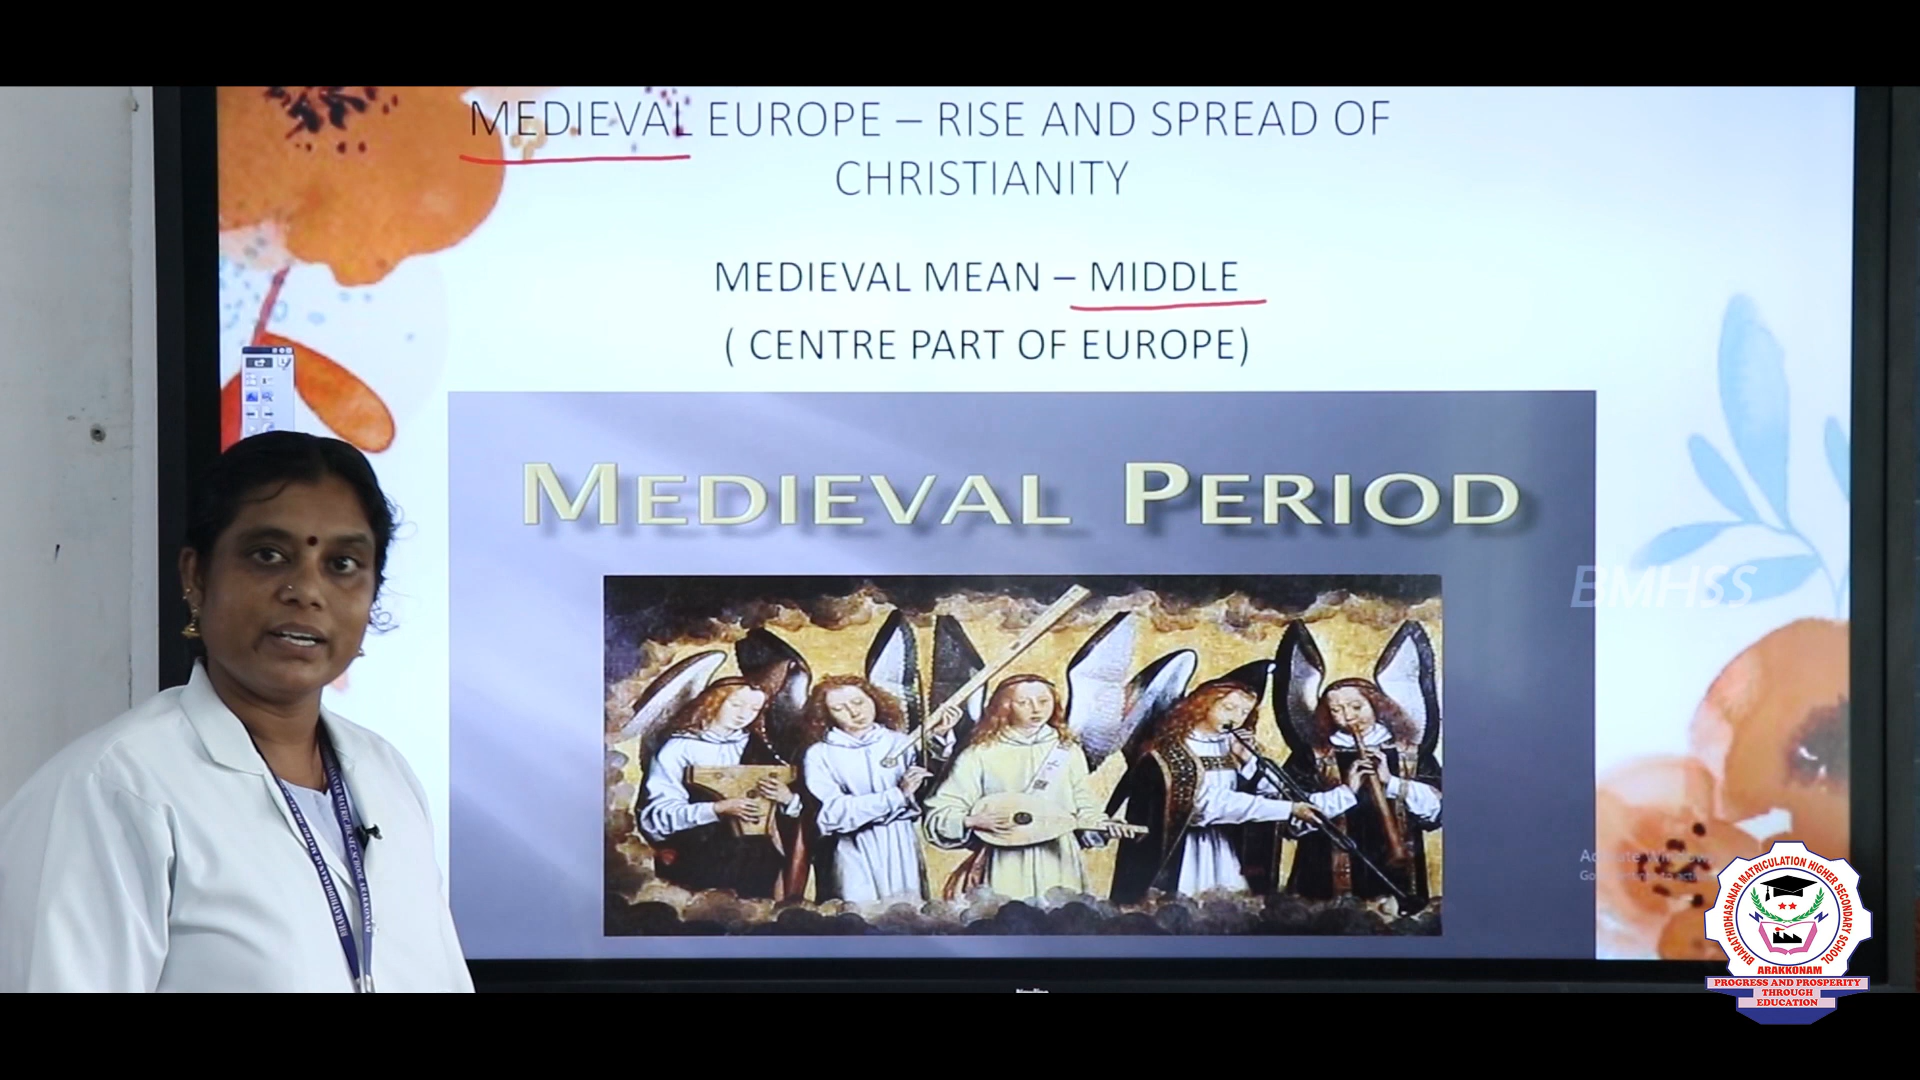 MEDIEVAL EUROPE – RISE AND SPREAD OF
CHRISTIANITY
MEDIEVAL MEAN – MIDDLE
( CENTRE PART OF EUROPE)
MEDIEVAL PERIOD
BMHSS
BHARATHIDHASANAR MATRICULATION HIGHER SECONDARY SCHOOL
ARAKKONAM
PROGRESS AND PROSPERITY
THROUGH
EDUCATION